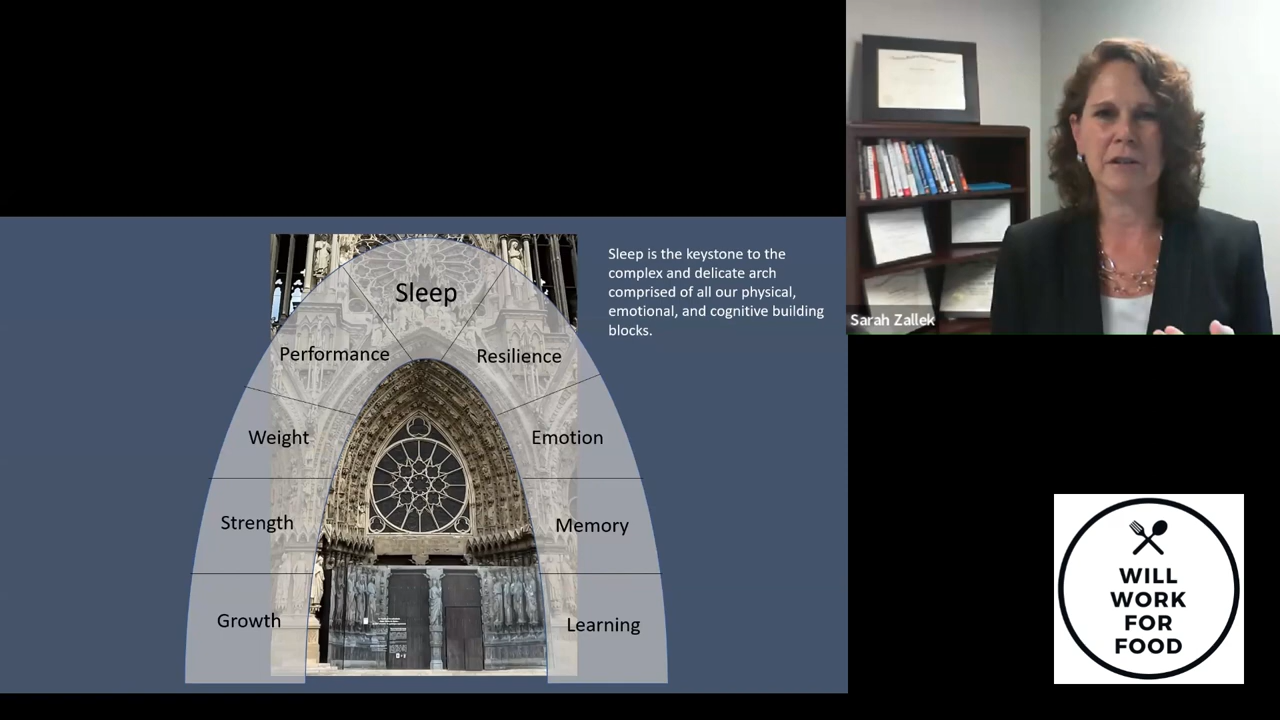 Sleep
Performance
Resilience
Weight
Emotion
Strength
Memory
Growth
Learning
Sleep is the keystone to the
complex and delicate arch
comprised of all our physical,
emotional, and cognitive building
blocks.
Sarah Zallek
WILL
WORK
FOR
FOOD